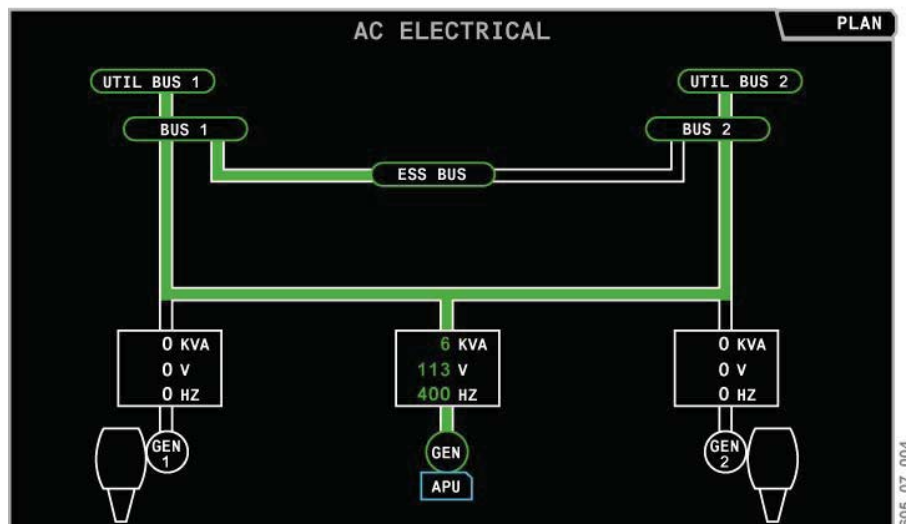 AC ELECTRICAL
PLAN
UTIL BUS 1
UTIL BUS 2
BUS 1
BUS 2
ESS BUS
0 KVA
0 V
0 HZ
6 KVA
113 V
400 HZ
0 KVA
0 V
0 HZ
GEN
1
GEN
APU
GEN
2